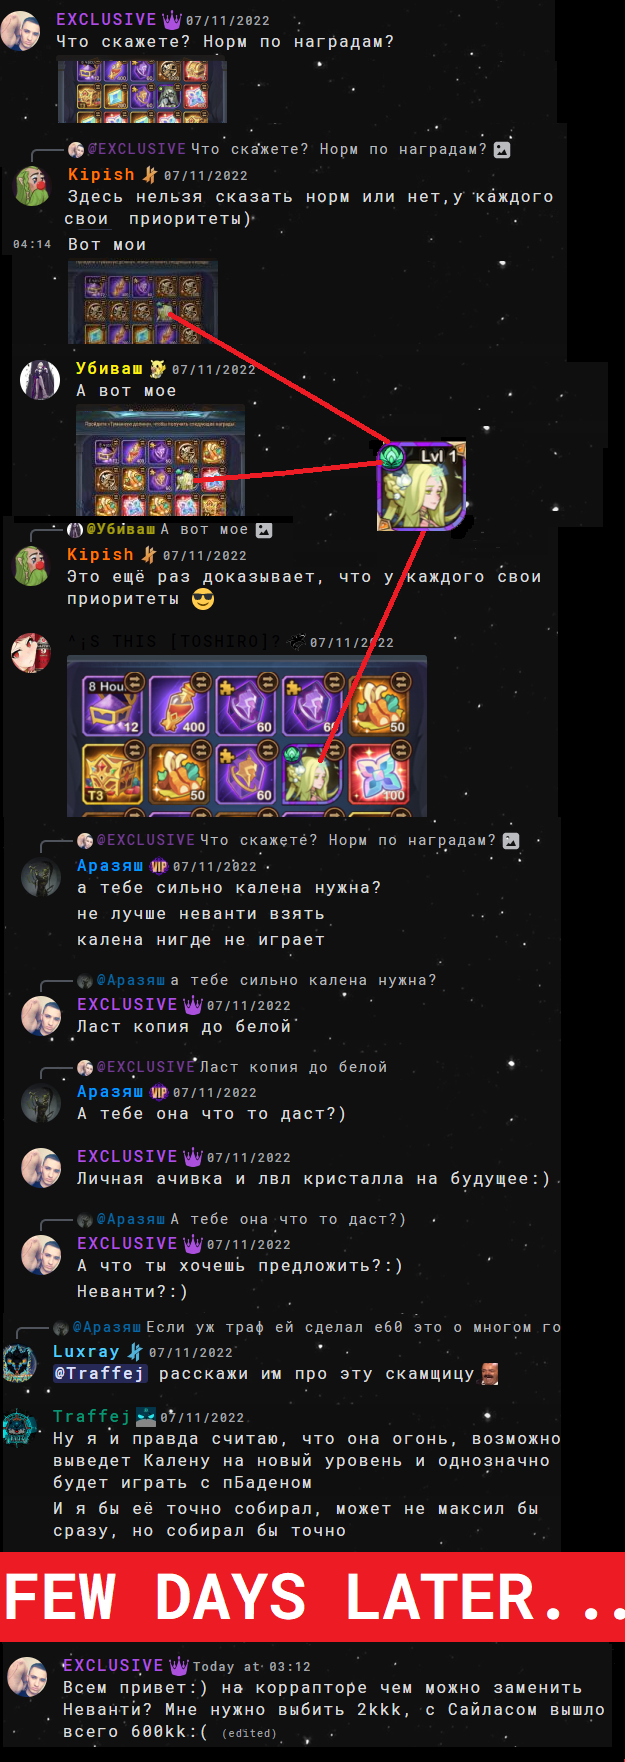 EXCLUSIVE 07/11/2022
Что скажете? Норм по наградам?
@EXCLUSIVE Что скажете? Норм по наградам?
Kipish 07/11/2022
Здесь нельзя сказать норм или нет,у каждого
свои приоритеты)
04:14 Вот мои
Убиваш 07/11/2022
А вот мое
Пройдите «Туманную долину», чтобы получить следующие награды
Lvl 1
@Убиваш А вот мое
Kipish 07/11/2022
Это ещё раз доказывает, что у каждого свои
приоритеты
^¡S THIS [TOSHIRO]? 07/11/2022
8 Hou
12 400 60 60 50
T3 50 60 100
@EXCLUSIVE Что скажете? Норм по наградам?
Аразяш VIP 07/11/2022
а тебе сильно калена нужна?
не лучше неванти взять
калена нигде не играет
@Аразяш а тебе сильно калена нужна?
EXCLUSIVE 07/11/2022
Ласт копия до белой
@EXCLUSIVE Ласт копия до белой
Аразяш VIP 07/11/2022
А тебе она что то даст?)
EXCLUSIVE 07/11/2022
Личная ачивка и лвл кристалла на будущее:)
@Аразяш А тебе она что то даст?)
EXCLUSIVE 07/11/2022
А что ты хочешь предложить?:)
Неванти?:)
@Аразяш Если уж траф ей сделал е60 это о многом го
Luxray 07/11/2022
@Traffej расскажи им про эту скамщицу
Traffej 07/11/2022
Ну я и правда считаю, что она огонь, возможно
выведет Калену на новый уровень и однозначно
будет играть с пБаденом
И я бы её точно собирал, может не максил бы
сразу, но собирал бы точно
FEW DAYS LATER...
EXCLUSIVE Today at 03:12
Всем привет:) на коррапторе чем можно заменить
Неванти? Мне нужно выбить 2kkk, с Сайласом вышло
всего 600kk:( (edited)